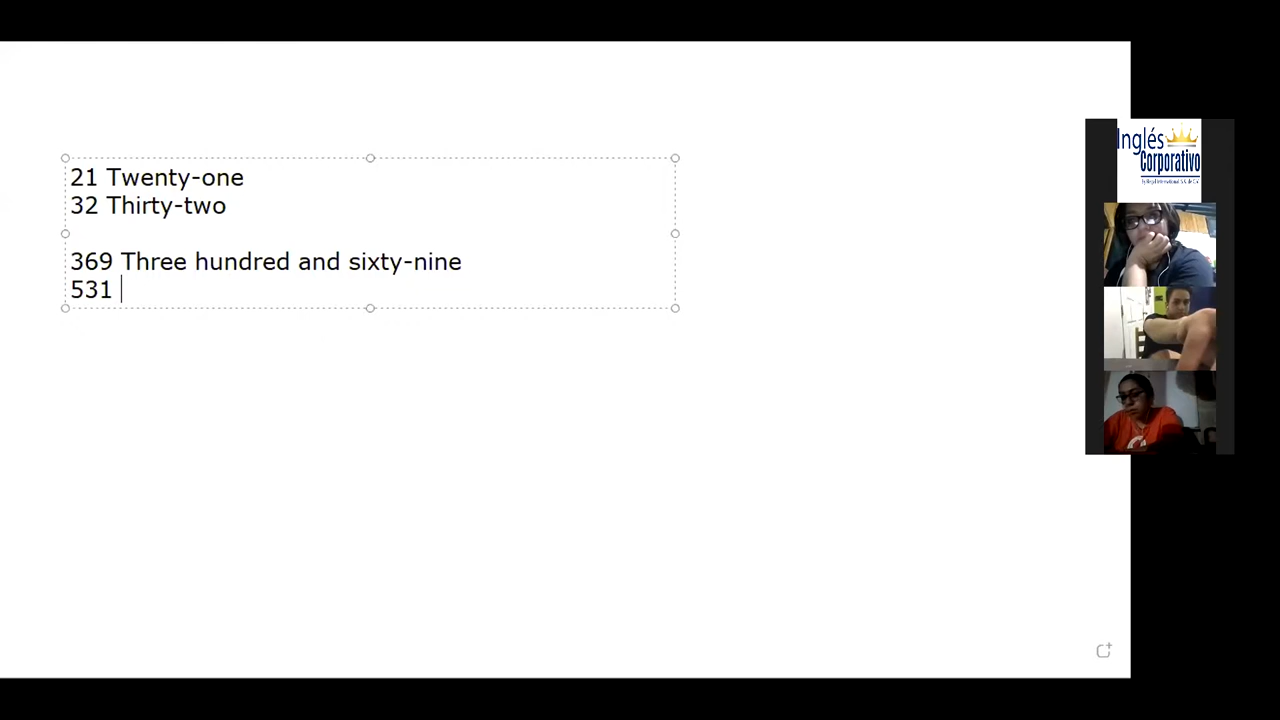 21 Twenty-one
32 Thirty-two
369 Three hundred and sixty-nine
531
Inglés
Corporativo